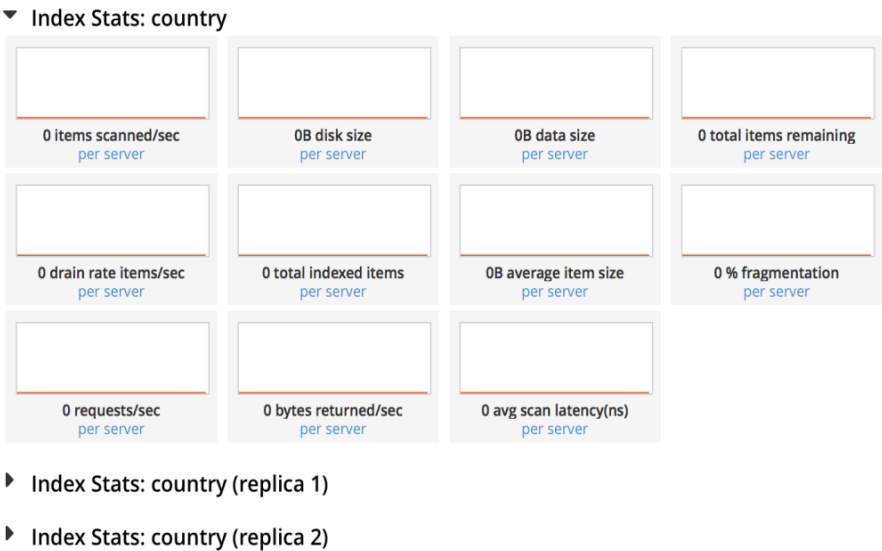 Index Stats: country
0 items scanned/sec
per server
0B disk size
per server
0B data size
per server
0 total items remaining
per server
0 drain rate items/sec
per server
0 total indexed items
per server
0B average item size
per server
0 % fragmentation
per server
0 requests/sec
per server
0 bytes returned/sec
per server
0 avg scan latency(ns)
per server
Index Stats: country (replica 1)
Index Stats: country (replica 2)